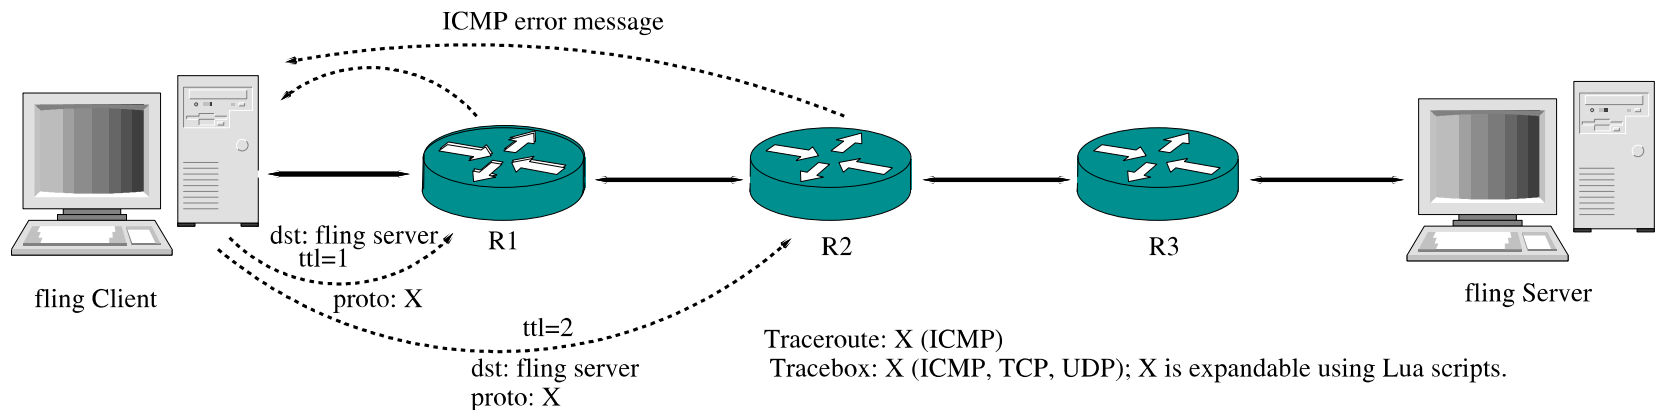 ICMP error message
dst: fling server
ttl=1
proto: X
R1
R2
R3
fling Client
fling Server
ttl=2
dst: fling server
proto: X
Traceroute: X (ICMP)
Tracebox: X (ICMP, TCP, UDP); X is expandable using Lua scripts.